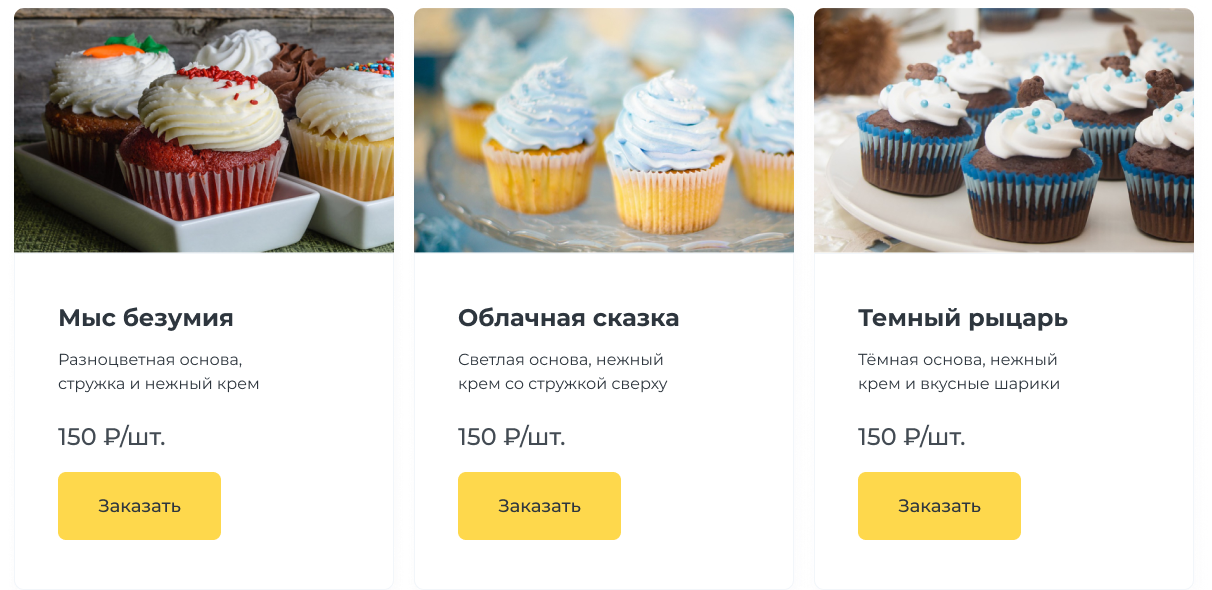 Мыс безумия
Разноцветная основа,
стружка и нежный крем
150 ₽/шт.
Заказать
Облачная сказка
Светлая основа, нежный
крем со стружкой сверху
150 ₽/шт.
Заказать
Темный рыцарь
Тёмная основа, нежный
крем и вкусные шарики
150 ₽/шт.
Заказать